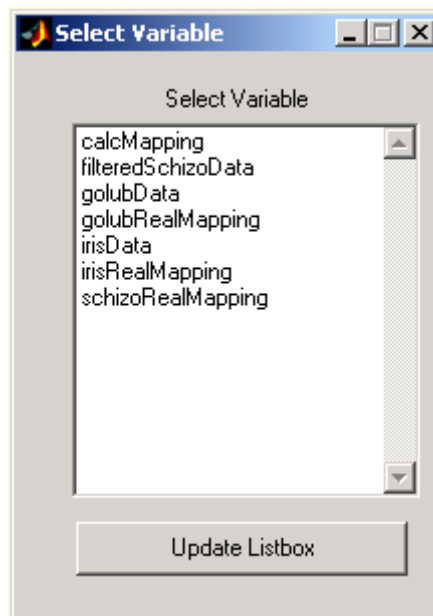 Select Variable
Select Variable
calcMapping
filteredSchizoData
golubData
golubRealMapping
irisData
irisRealMapping
schizoRealMapping
Update Listbox